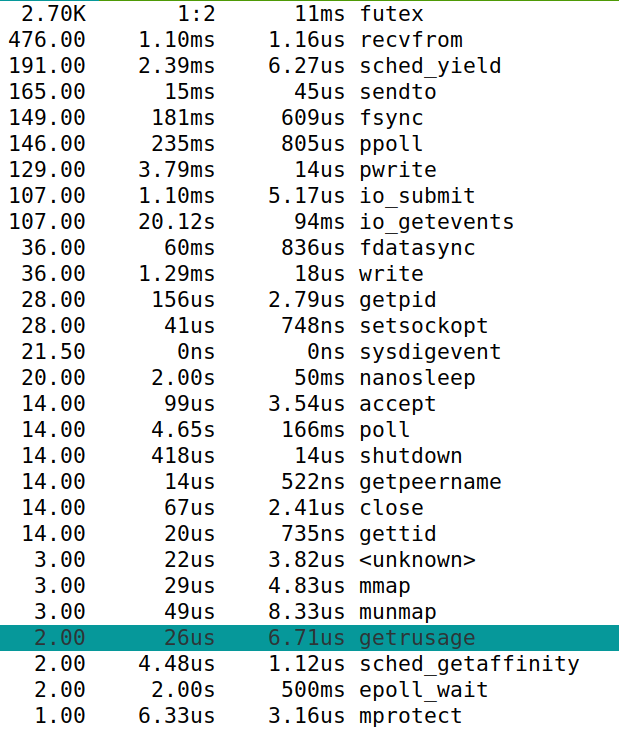 2.70K 1:2 11ms futex
476.00 1.10ms 1.16us recvfrom
191.00 2.39ms 6.27us sched_yield
165.00 15ms 45us sendto
149.00 181ms 609us fsync
146.00 235ms 805us ppoll
129.00 3.79ms 14us pwrite
107.00 1.10ms 5.17us io_submit
107.00 20.12s 94ms io_getevents
36.00 60ms 836us fdatasync
36.00 1.29ms 18us write
28.00 156us 2.79us getpid
28.00 41us 748ns setsockopt
21.50 0ns 0ns sysdigevent
20.00 2.00s 50ms nanosleep
14.00 99us 3.54us accept
14.00 4.65s 166ms poll
14.00 418us 14us shutdown
14.00 14us 522ns getpeername
14.00 67us 2.41us close
14.00 20us 735ns gettid
3.00 22us 3.82us <unknown>
3.00 29us 4.83us mmap
3.00 49us 8.33us munmap
2.00 26us 6.71us getrusage
2.00 4.48us 1.12us sched_getaffinity
2.00 2.00s 500ms epoll_wait
1.00 6.33us 3.16us mprotect